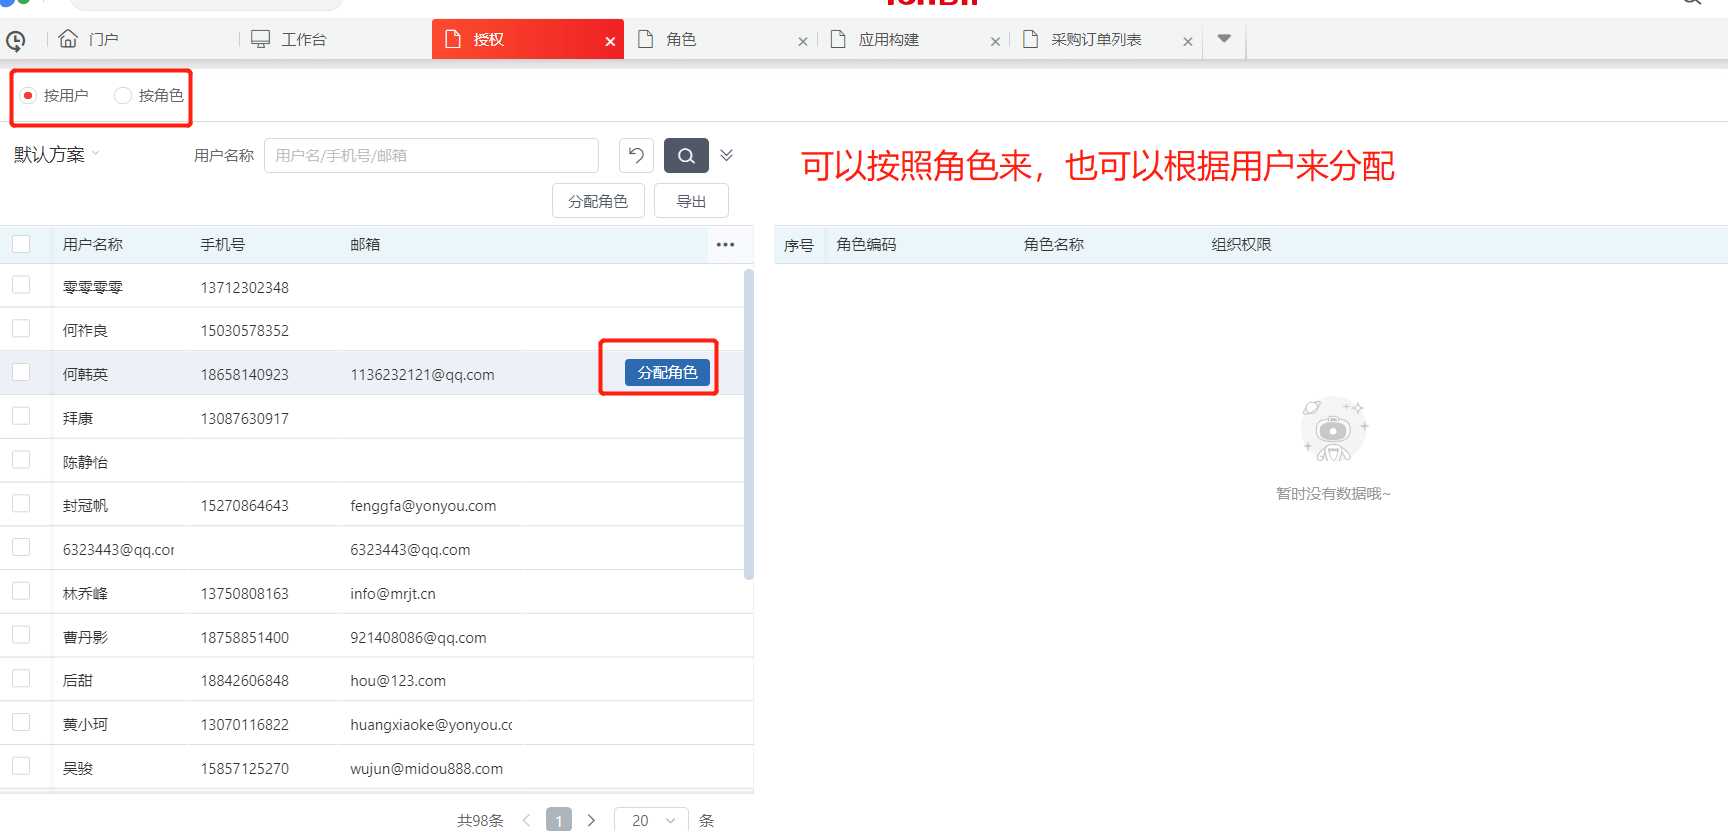 门户 工作台 授权 角色 应用构建 采购订单列表
按用户 按角色
默认方案 用户名称 用户名/手机号/邮箱
可以按照角色来，也可以根据用户来分配
分配角色 导出
用户名称 手机号 邮箱 •••
序号 角色编码 角色名称 组织权限
零零零零 13712302348
何祚良 15030578352
何韩英 18658140923 1136232121@qq.com 分配角色
拜康 13087630917
陈静怡
封冠帆 15270864643 fenggfa@yonyou.com
6323443@qq.cor 6323443@qq.com
林乔峰 13750808163 info@mrjt.cn
曹丹影 18758851400 921408086@qq.com
后甜 18842606848 hou@123.com
黄小珂 13070116822 huangxiaoke@yonyou.cc
吴骏 15857125270 wujun@midou888.com
暂时没有数据哦~
共98条 1 20 条